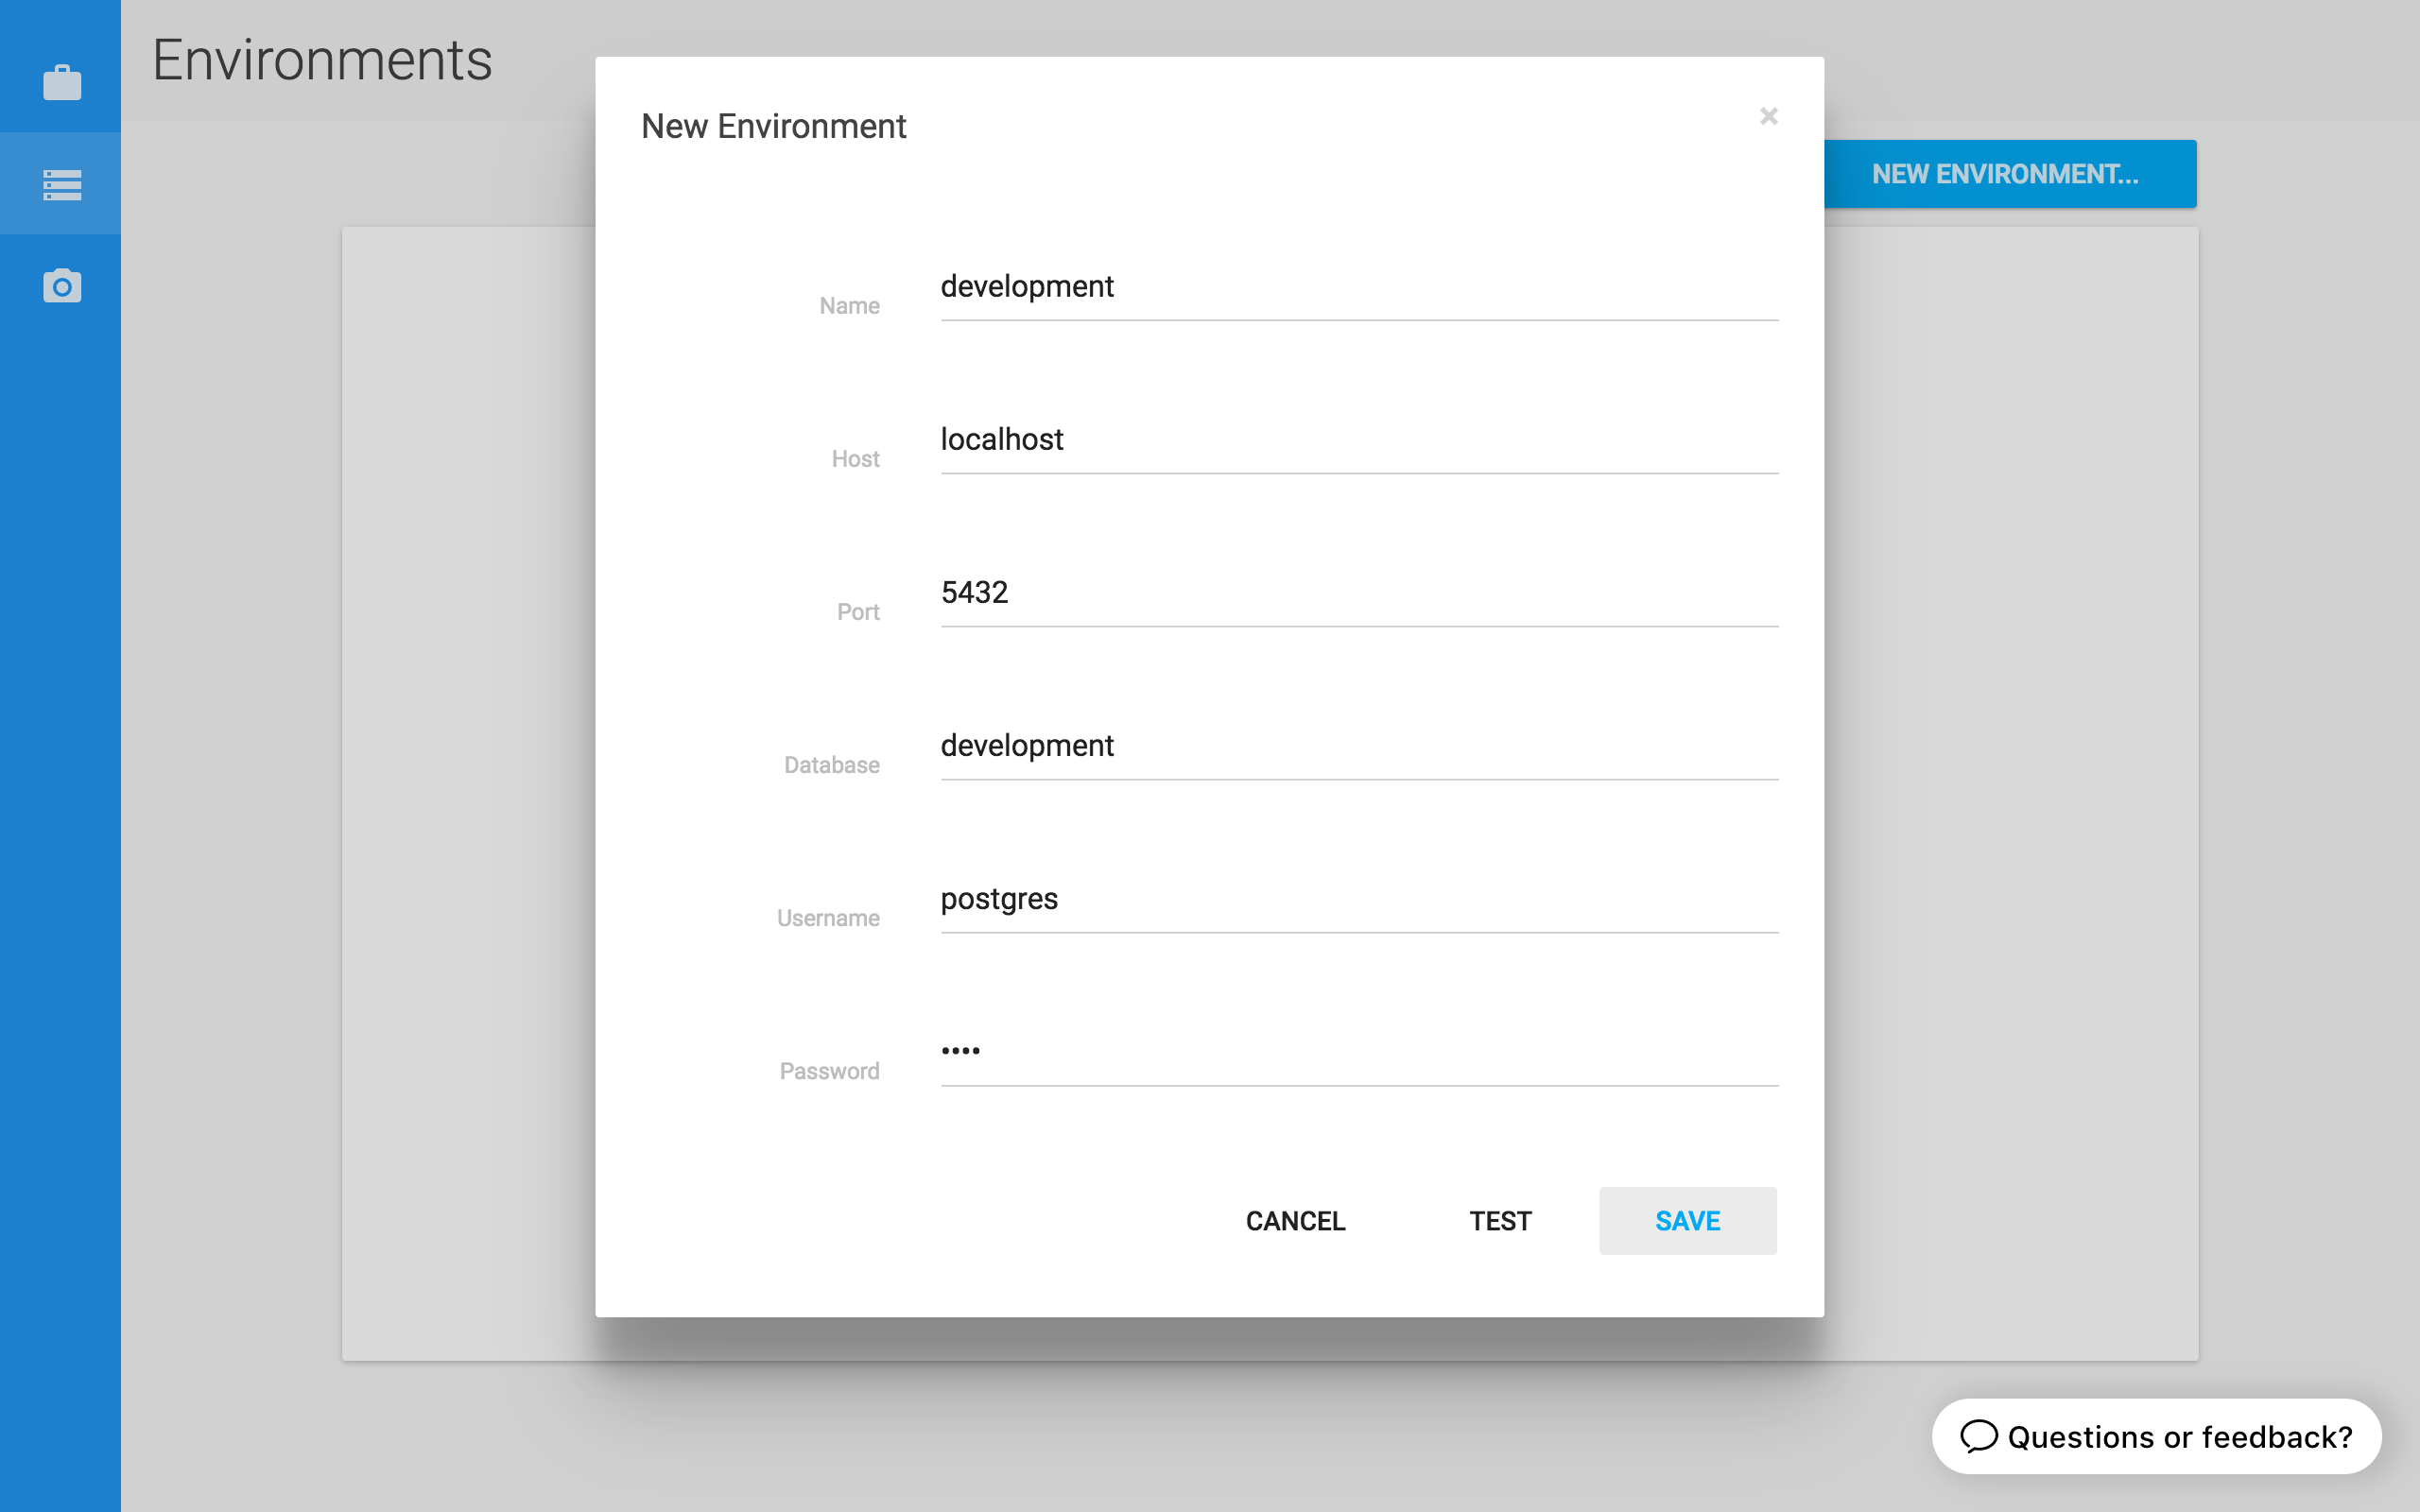 Environments
New Environment
×
NEW ENVIRONMENT...
Name
development
Host
localhost
Port
5432
Database
development
Username
postgres
Password
••••
CANCEL
TEST
SAVE
Questions or feedback?